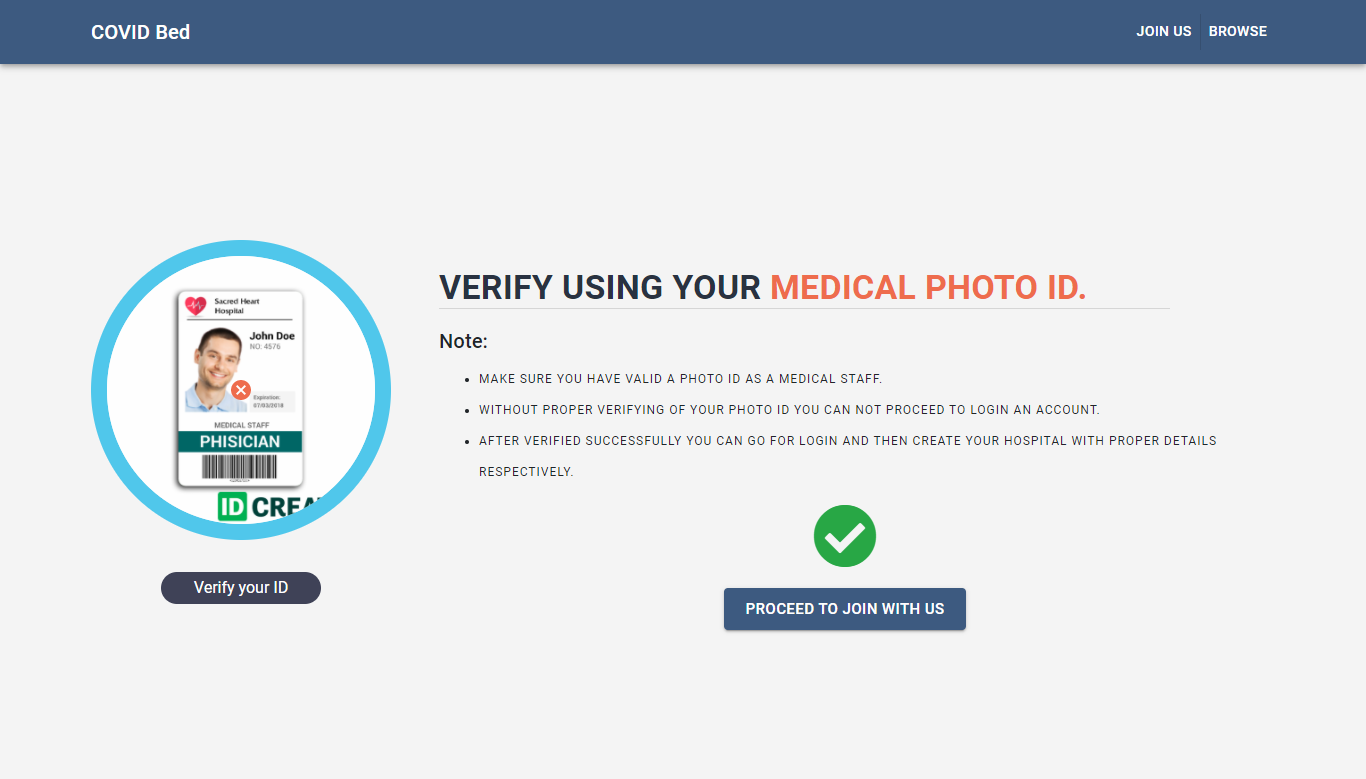 COVID Bed
JOIN US
BROWSE
Sacred Heart
Hospital
John Doe
NO: 4576
Expiration:
07/03/2018
MEDICAL STAFF
PHISICIAN
ID CREA
Verify your ID
VERIFY USING YOUR MEDICAL PHOTO ID.
Note:
MAKE SURE YOU HAVE VALID A PHOTO ID AS A MEDICAL STAFF.
WITHOUT PROPER VERIFYING OF YOUR PHOTO ID YOU CAN NOT PROCEED TO LOGIN AN ACCOUNT.
AFTER VERIFIED SUCCESSFULLY YOU CAN GO FOR LOGIN AND THEN CREATE YOUR HOSPITAL WITH PROPER DETAILS
RESPECTIVELY.
PROCEED TO JOIN WITH US